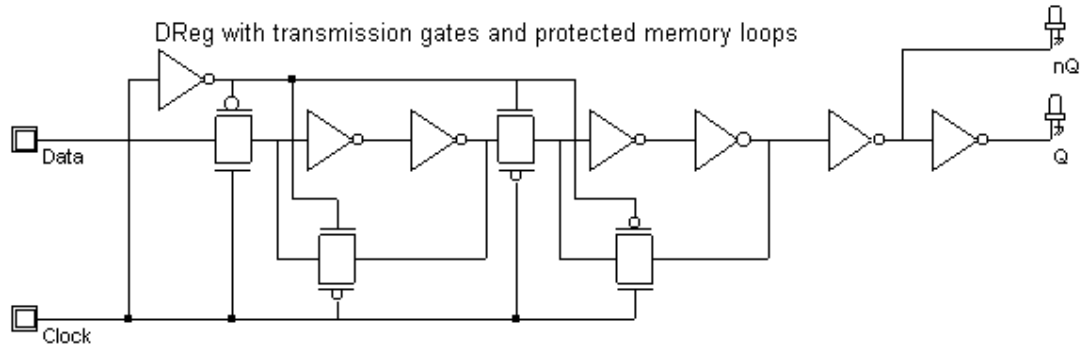 DReg with transmission gates and protected memory loops
nQ
Data
Q
Clock